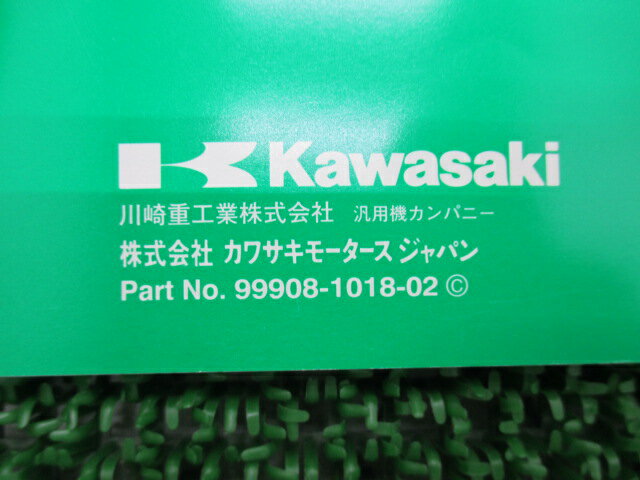 Kawasaki
川崎重工業株式会社 汎用機カンパニー
株式会社 カワサキモータースジャパン
Part No. 99908-1018-02 ©